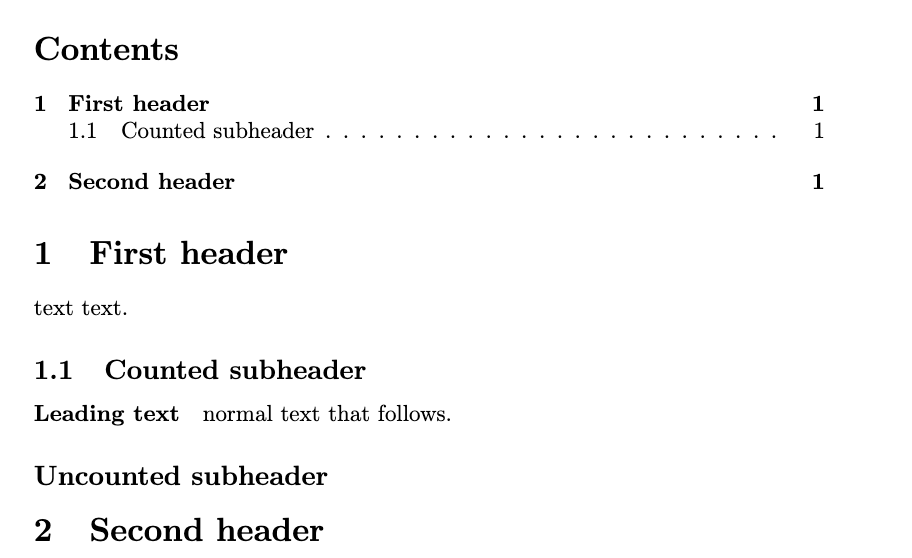 Contents
1 First header 1
1.1 Counted subheader . . . . . . . . . . . . . . . . . . . . . . . . . . 1
2 Second header 1
1 First header
text text.
1.1 Counted subheader
Leading text normal text that follows.
Uncounted subheader
2 Second header